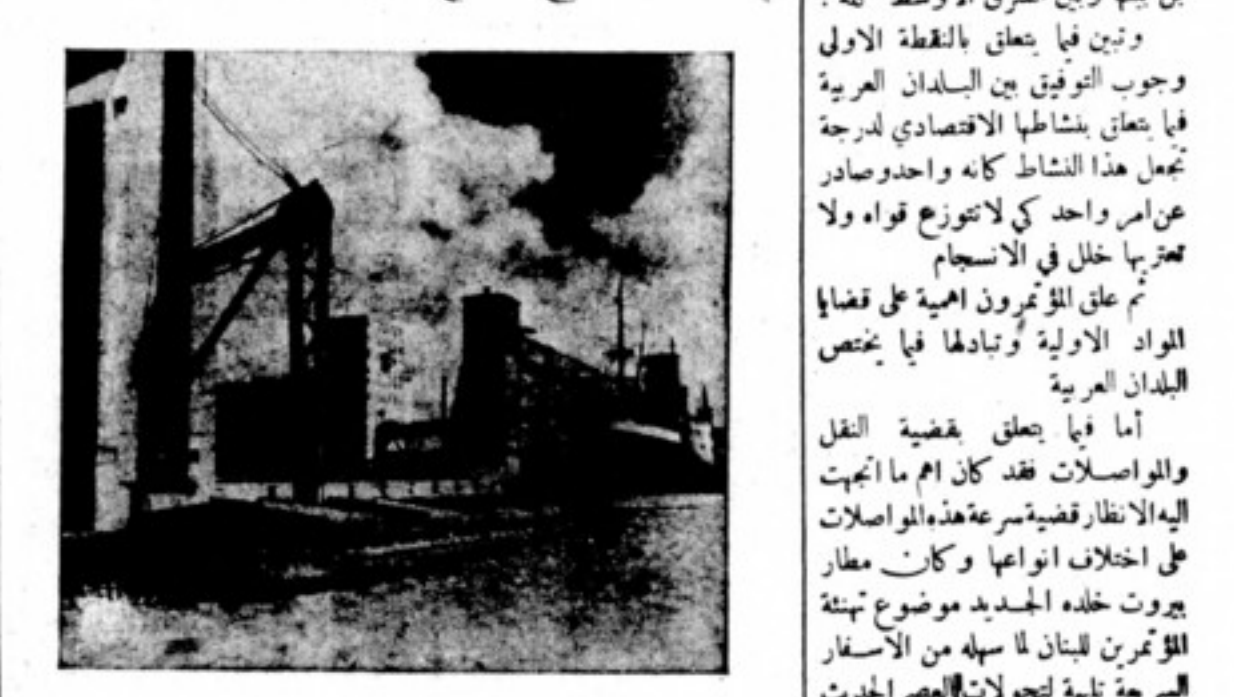 وتبين فيما يتعلق بالنقطة الاولى
وجوب التوفيق بين البلدان العربية
فيما يتعلق بنشاطها الاقتصادي لدرجة
تجعل هذا النشاط كانه واحد وصادر
عن امر واحد كي لا تتوزع قواه ولا
تعتريها خلل في الانسجام
ثم علق المؤتمرون اهمية على قضايا
المواد الاولية وتبادلها فيما يختص
البلدان العربية
أما فيما يتعلق بقضية النقل
والمواصلات فقد كان اهم ما اتجهت
اليه الانظار قضية سرعة هذه المواصلات
على اختلاف انواعها وكان مطار
بيروت خلده الجديد موضوع تهنئة
المؤتمرين للبنان لما سهله من الاسفار
العصر الحديث